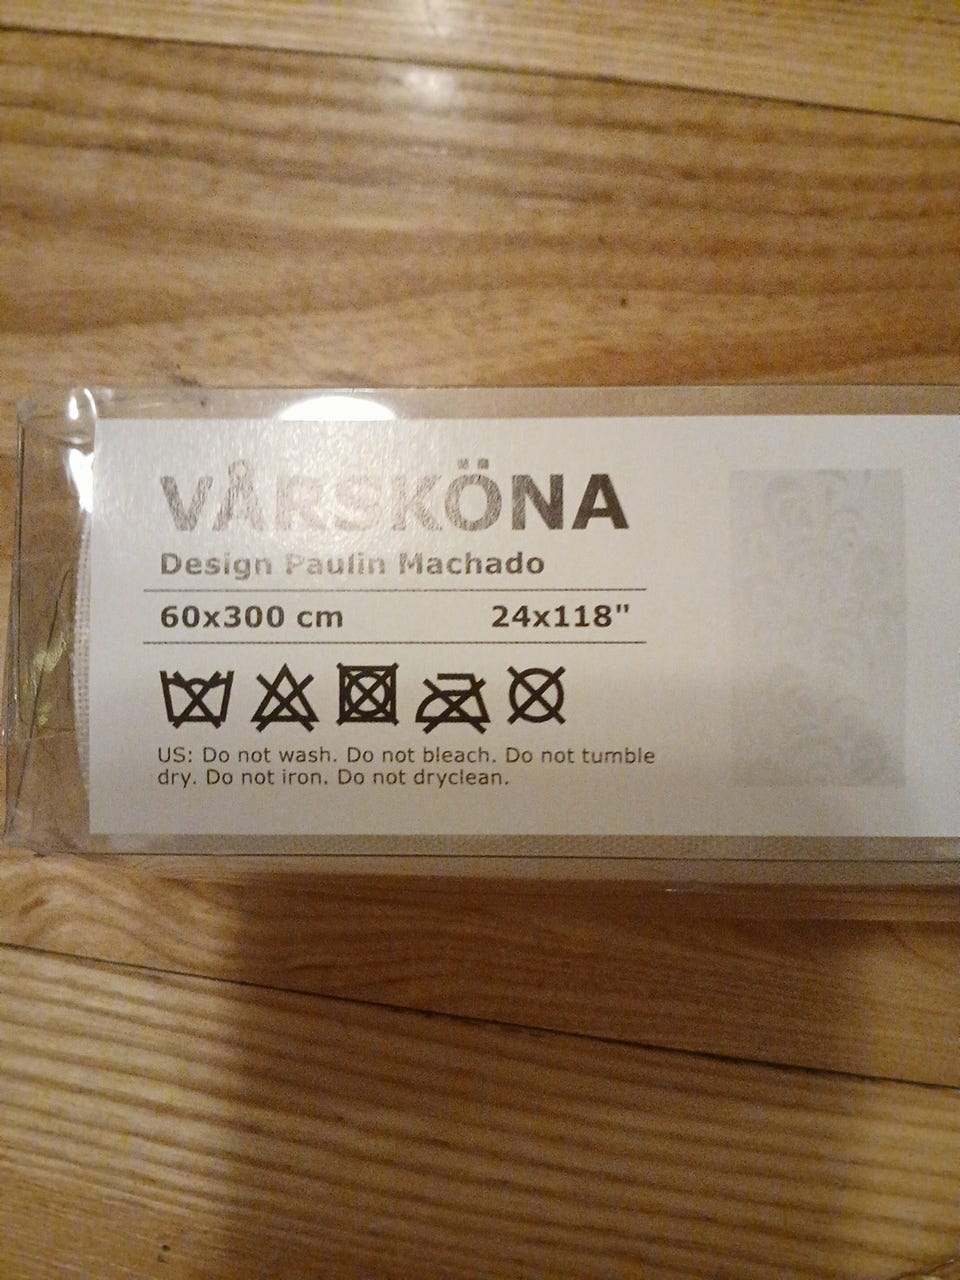 VÅRSKÖNA
Design Paulin Machado
60x300 cm 24x118"
US: Do not wash. Do not bleach. Do not tumble
dry. Do not iron. Do not dryclean.